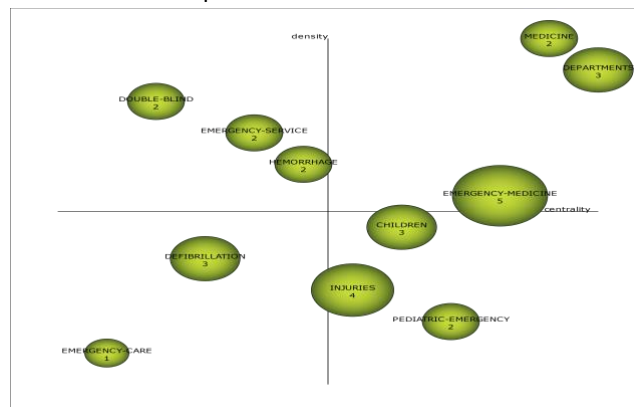 density
MEDICINE
2
DEPARTMENTS
3
DOUBLE-BLIND
2
EMERGENCY-SERVICE
2
HEMORRHAGE
2
EMERGENCY-MEDICINE
5
centrality
CHILDREN
3
DEFIBRILLATION
3
INJURIES
4
PEDIATRIC-EMERGENCY
2
EMERGENCY-CARE
1